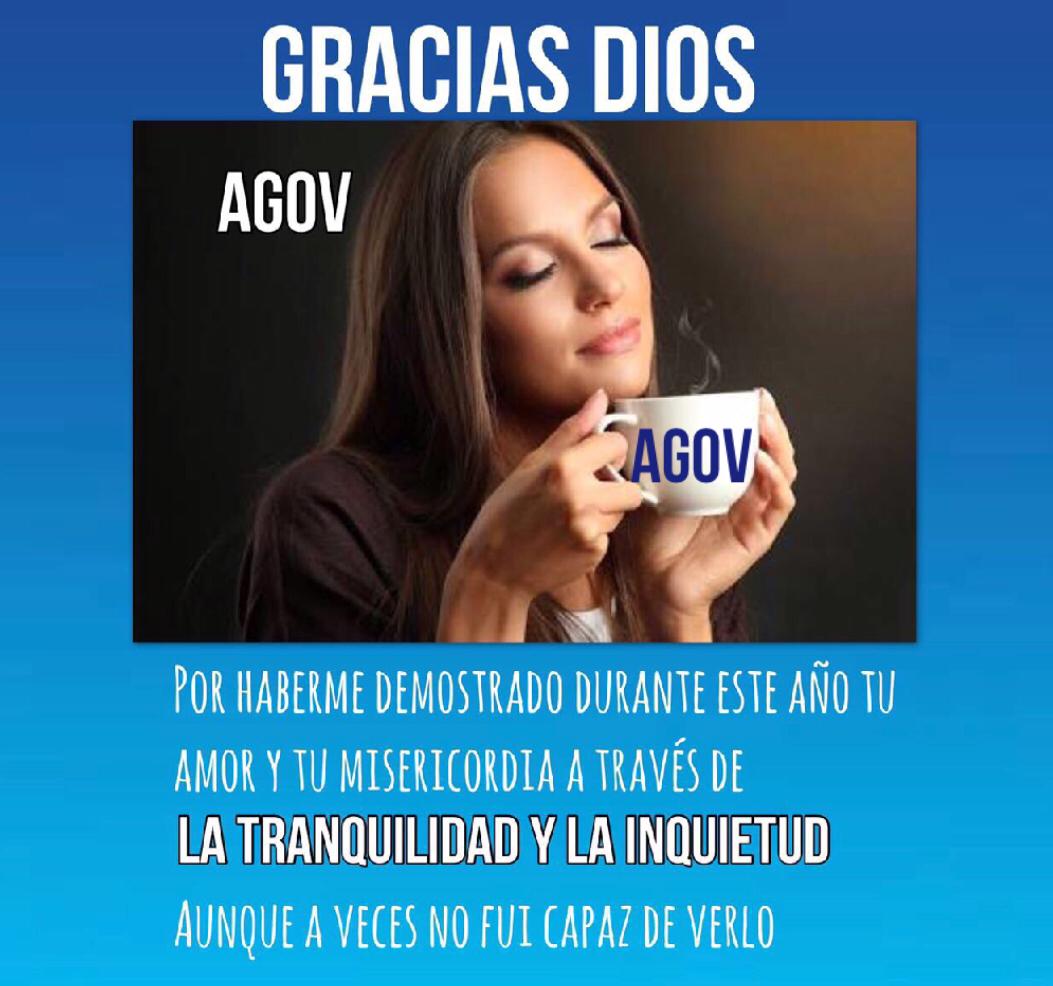 GRACIAS DIOS
AGOV
AGOV
POR HABERME DEMOSTRADO DURANTE ESTE AÑO TU
AMOR Y TU MISERICORDIA A TRAVÉS DE
LA TRANQUILIDAD Y LA INQUIETUD
AUNQUE A VECES NO FUI CAPAZ DE VERLO